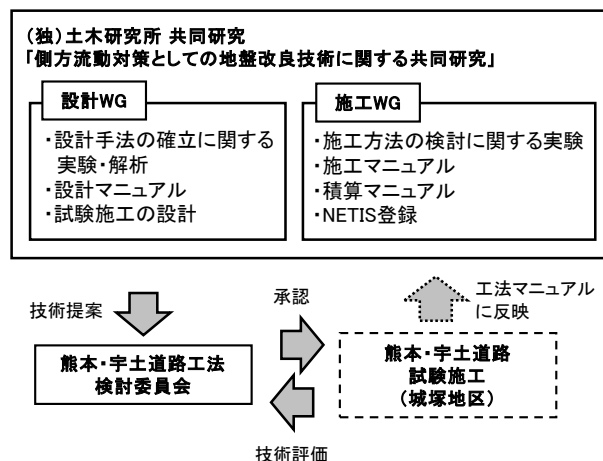 (独)土木研究所 共同研究
「側方流動対策としての地盤改良技術に関する共同研究」
設計WG
・設計手法の確立に関する
実験・解析
・設計マニュアル
・試験施工の設計
施工WG
・施工方法の検討に関する実験
・施工マニュアル
・積算マニュアル
・NETIS登録
技術提案
承認
工法マニュアル
に反映
熊本・宇土道路工法
検討委員会
熊本・宇土道路
試験施工
(城塚地区)
技術評価